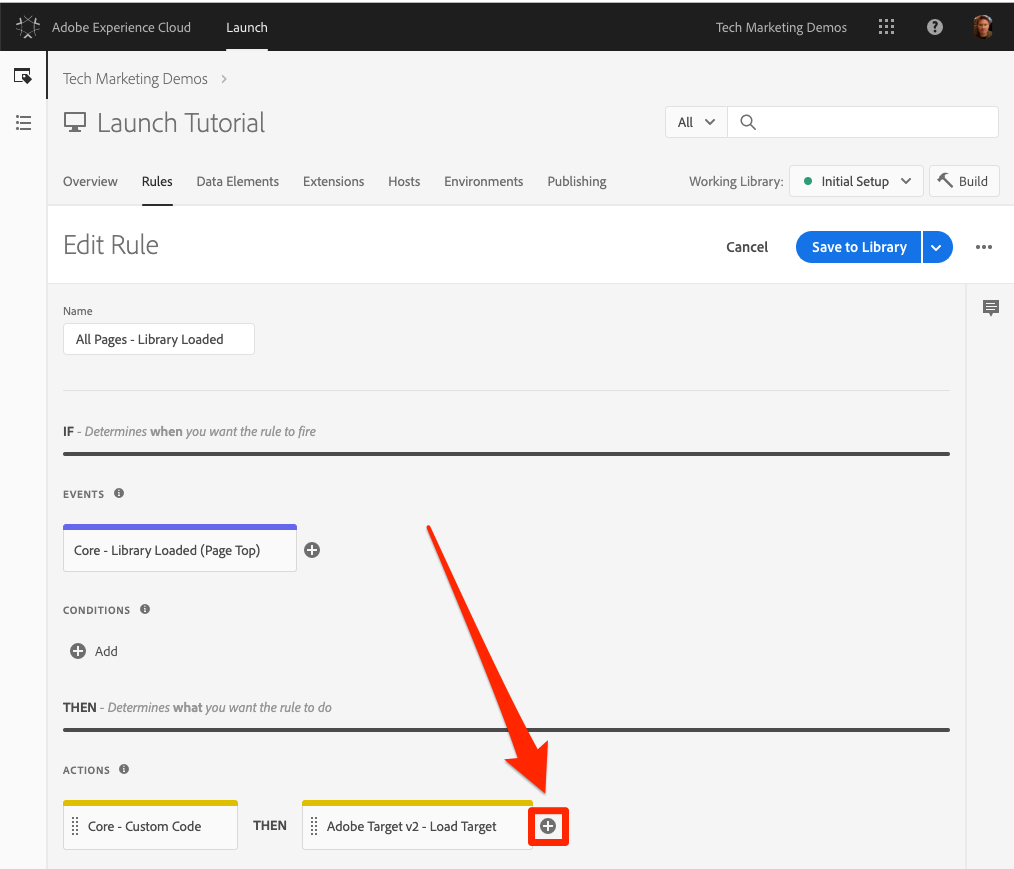 Adobe Experience Cloud Launch Tech Marketing Demos
Tech Marketing Demos
Launch Tutorial
All
Overview Rules Data Elements Extensions Hosts Environments Publishing Working Library: Initial Setup Build
Edit Rule
Cancel Save to Library
Name
All Pages - Library Loaded
IF - Determines when you want the rule to fire
EVENTS
Core - Library Loaded (Page Top)
CONDITIONS
Add
THEN - Determines what you want the rule to do
ACTIONS
Core - Custom Code THEN Adobe Target v2 - Load Target